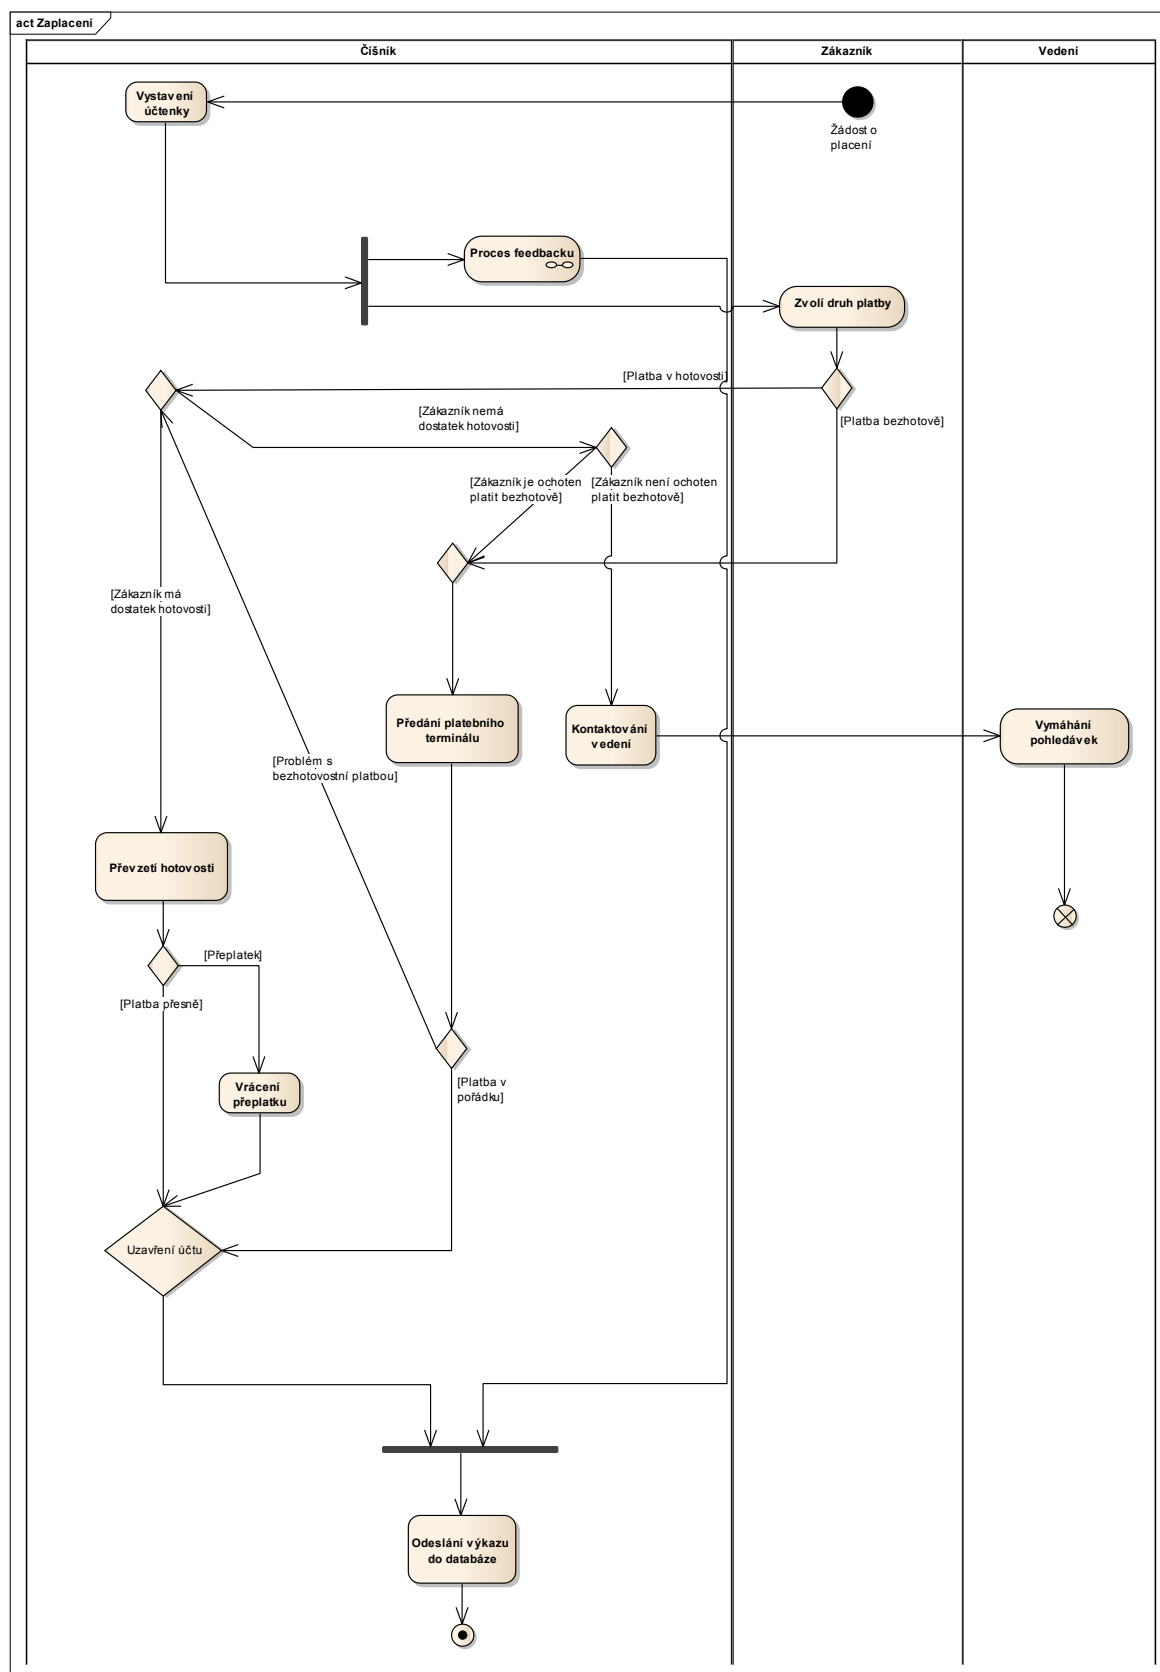 act Zaplacení
Číšník
Zákazník
Vedení
Vystavení
účtenky
Žádost o
placení
Proces feedbacku
Zvolí druh platby
[Platba v hotovosti]
[Zákazník nemá
dostatek hotovosti]
[Platba bezhotově]
[Zákazník je ochoten
platit bezhotově]
[Zákazník není ochoten
platit bezhotově]
[Zákazník má
dostatek hotovosti]
Předání platebního
terminálu
Kontaktování
vedení
Vymáhání
pohledávek
[Problém s
bezhotovostní platbou]
Převzetí hotovosti
[Přeplatek]
[Platba přesně]
Vrácení
přeplatku
[Platba v
pořádku]
Uzavření účtu
Odeslání výkazu
do databáze